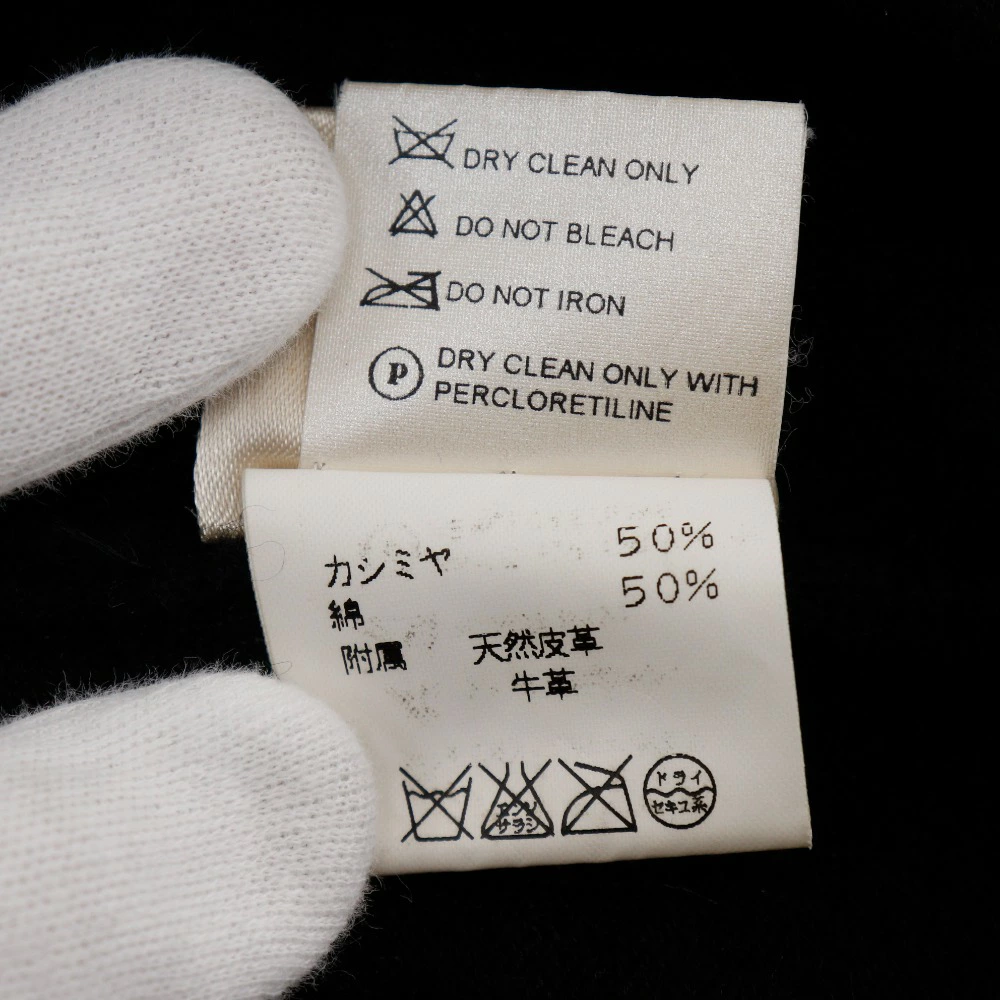 DRY CLEAN ONLY
DO NOT BLEACH
DO NOT IRON
P DRY CLEAN ONLY WITH
PERCLORETILINE
カシミヤ 50%
綿 50%
附属 天然皮革
牛革
エンソ
サラシ
ドライ
セキユ系